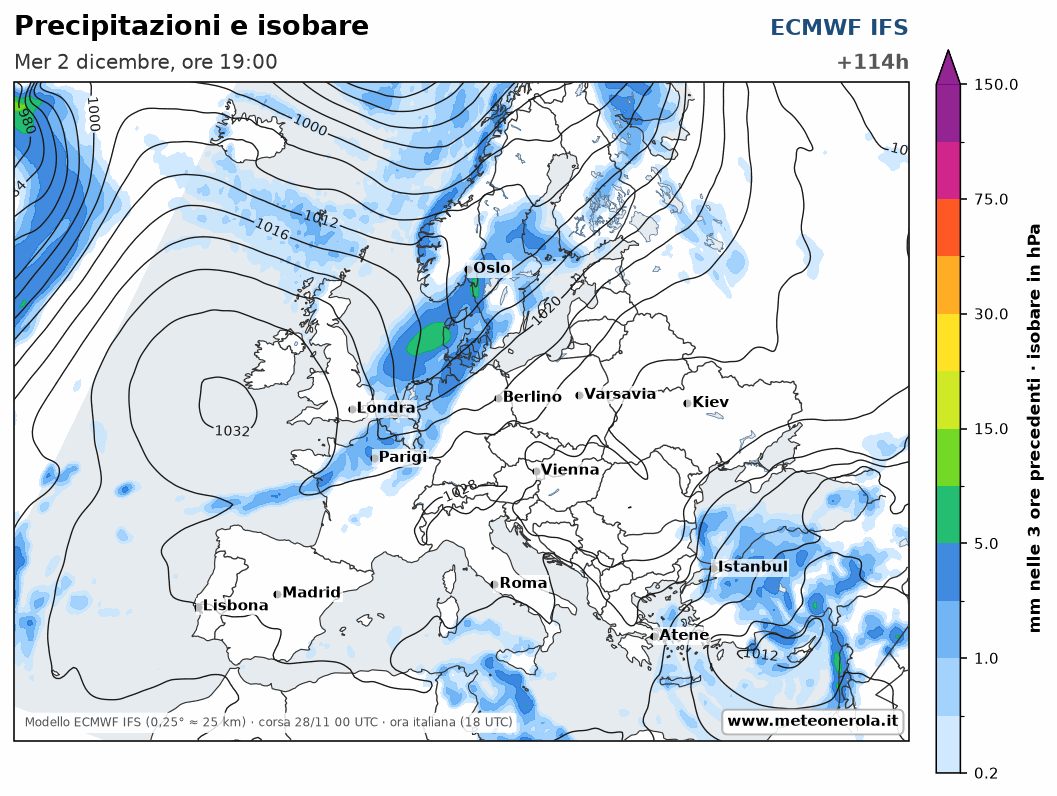 Precipitazioni e isobare
ECMWF IFS
Mer 2 dicembre, ore 19:00
+114h
980
1000
1000
10
1012
1016
Oslo
1020
Londra
Berlino
Varsavia
Kiev
1032
Parigi
Vienna
1028
Istanbul
Roma
Madrid
Lisbona
Atene
1012
Modello ECMWF IFS (0,25° ≈ 25 km) · corsa 28/11 00 UTC · ora italiana (18 UTC)
www.meteonerola.it
150.0
75.0
30.0
15.0
5.0
1.0
0.2
mm nelle 3 ore precedenti · isobare in hPa